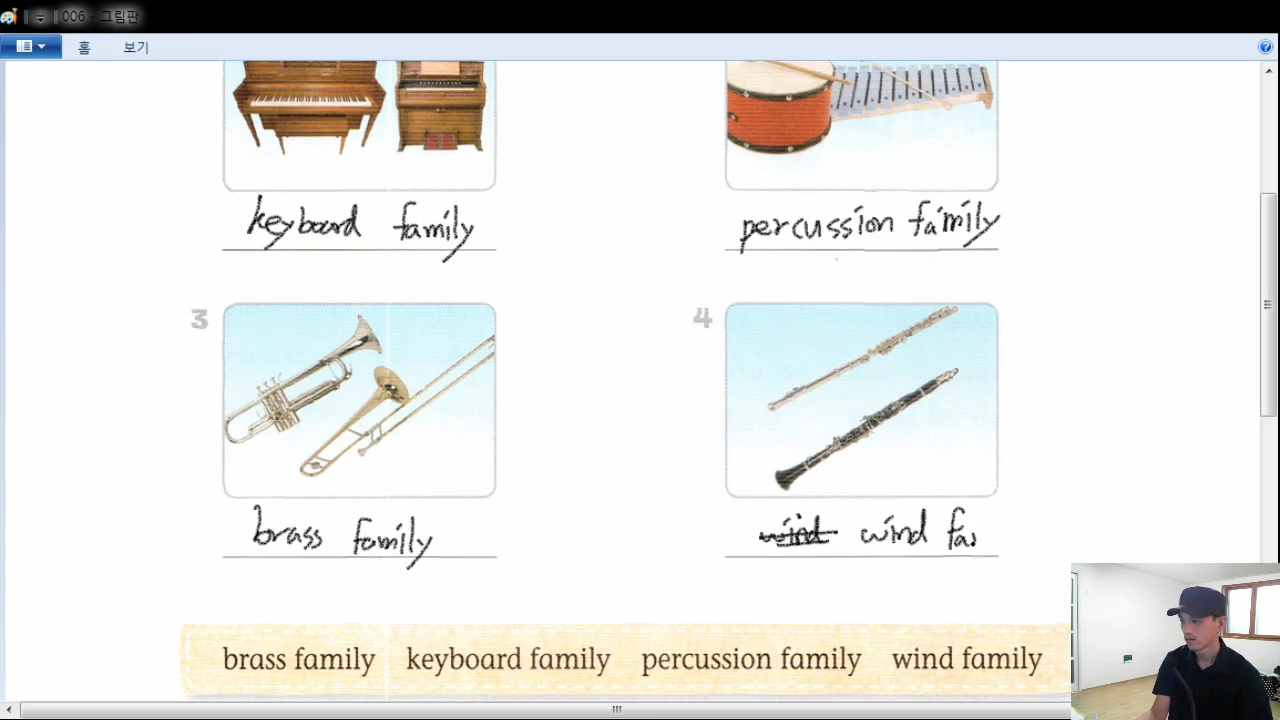 006 - 그림판
홈 보기
keyboard family
percussion family
3
4
brass family
wind wind fa
brass family keyboard family percussion family wind family